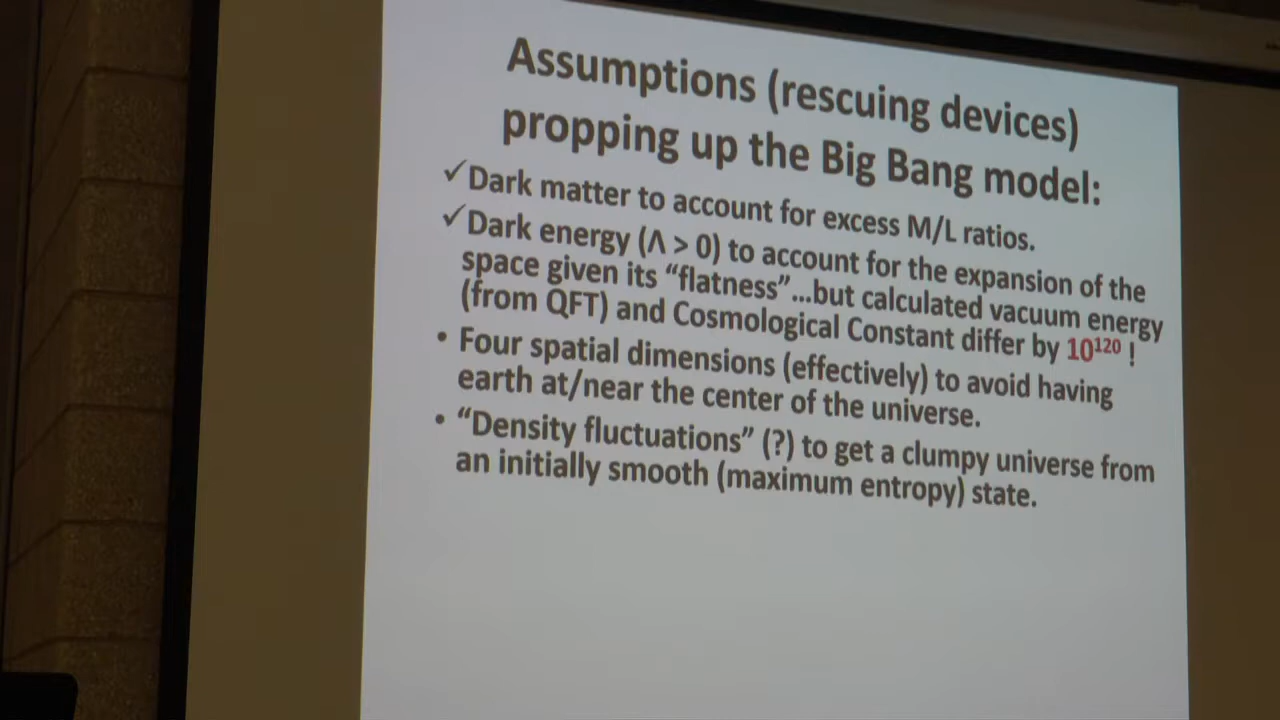 Assumptions (rescuing devices)
propping up the Big Bang model:
✓Dark matter to account for excess M/L ratios.
✓Dark energy (Λ > 0) to account for the expansion of the
space given its “flatness”...but calculated vacuum energy
(from QFT) and Cosmological Constant differ by 10¹²⁰ !
• Four spatial dimensions (effectively) to avoid having
earth at/near the center of the universe.
• “Density fluctuations” (?) to get a clumpy universe from
an initially smooth (maximum entropy) state.